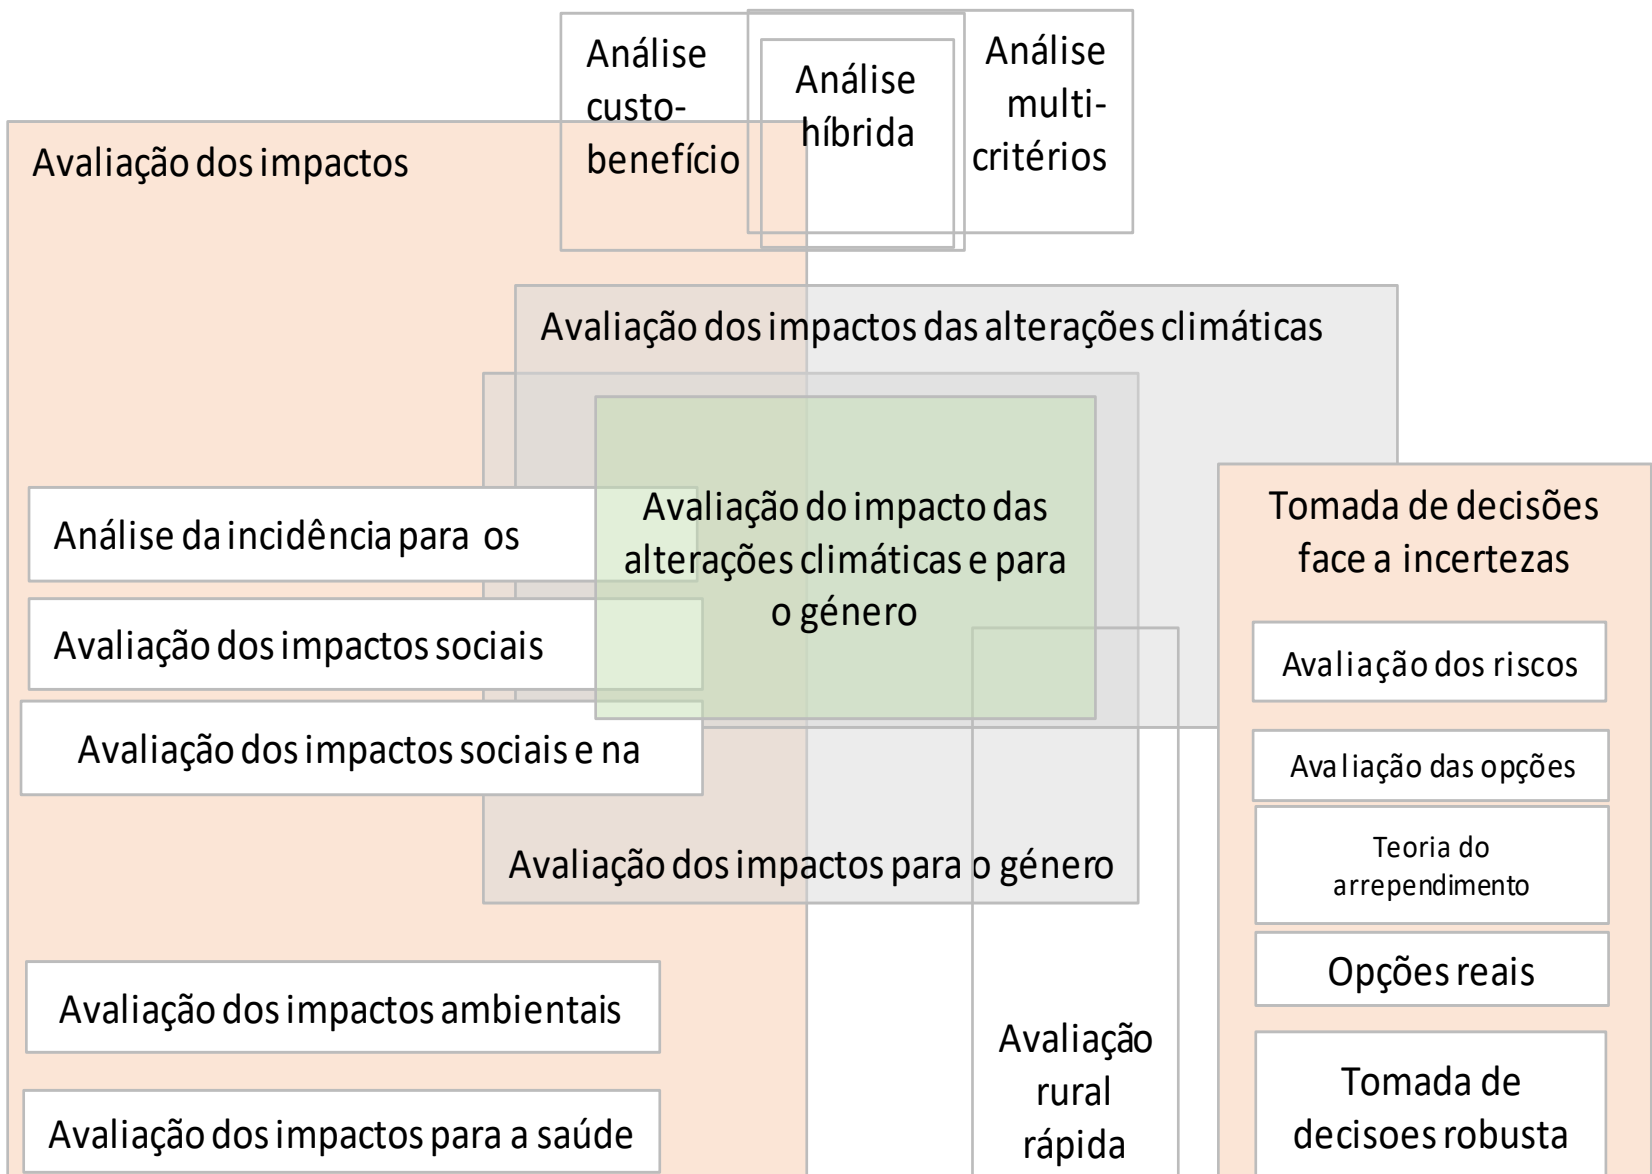 Análise
custo-
benefício
Análise
híbrida
Análise
multi-
critérios
Avaliação dos impactos
Avaliação dos impactos das alterações climáticas
Avaliação do impacto das
alterações climáticas e para
o género
Análise da incidência para os
Avaliação dos impactos sociais
Avaliação dos impactos sociais e na
Avaliação dos impactos para o género
Avaliação dos impactos ambientais
Avaliação dos impactos para a saúde
Avaliação
rural
rápida
Tomada de decisões
face a incertezas
Avaliação dos riscos
Avaliação das opções
Teoria do
arrependimento
Opções reais
Tomada de
decisoes robusta